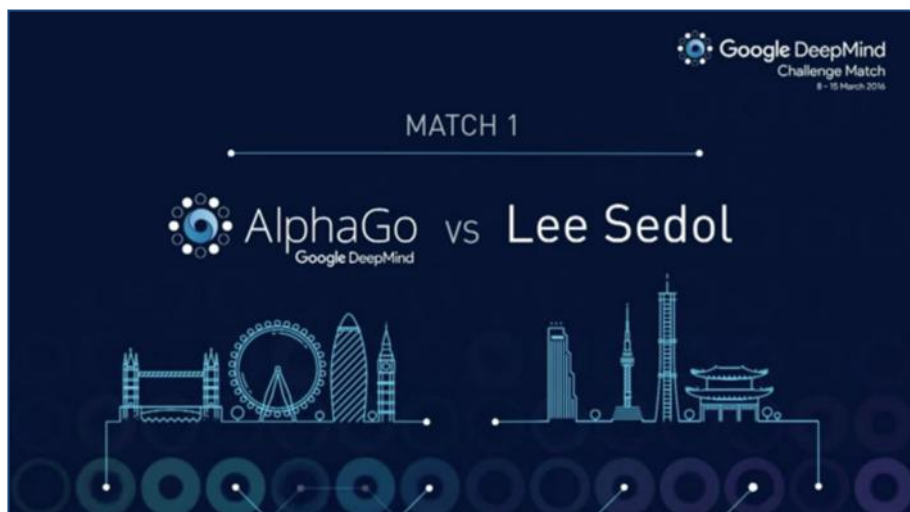 Google DeepMind
Challenge Match
8 - 15 March 2016
MATCH 1
AlphaGo vs Lee Sedol
Google DeepMind